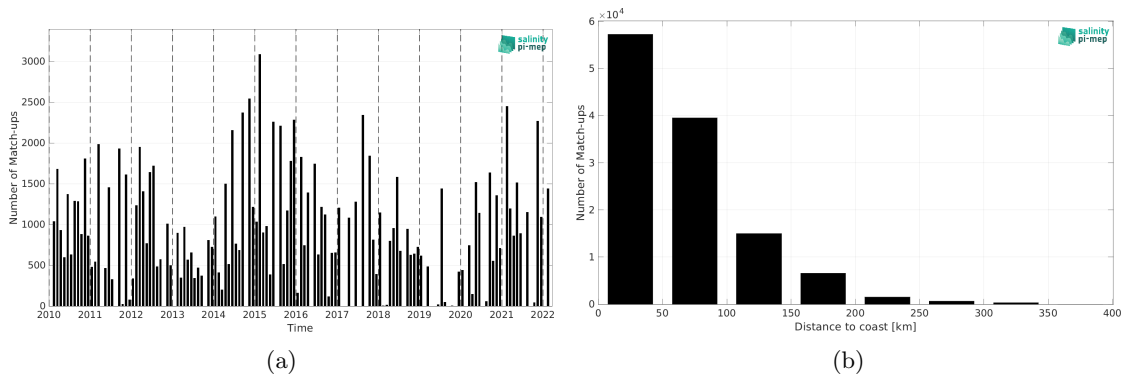 salinity
pi-mep
Number of Match-ups
3000
2500
2000
1500
1000
500
0
2010 2011 2012 2013 2014 2015 2016 2017 2018 2019 2020 2021 2022
Time
(a)
×10⁴
salinity
pi-mep
Number of Match-ups
6
5
4
3
2
1
0
0 50 100 150 200 250 300 350 400
Distance to coast [km]
(b)